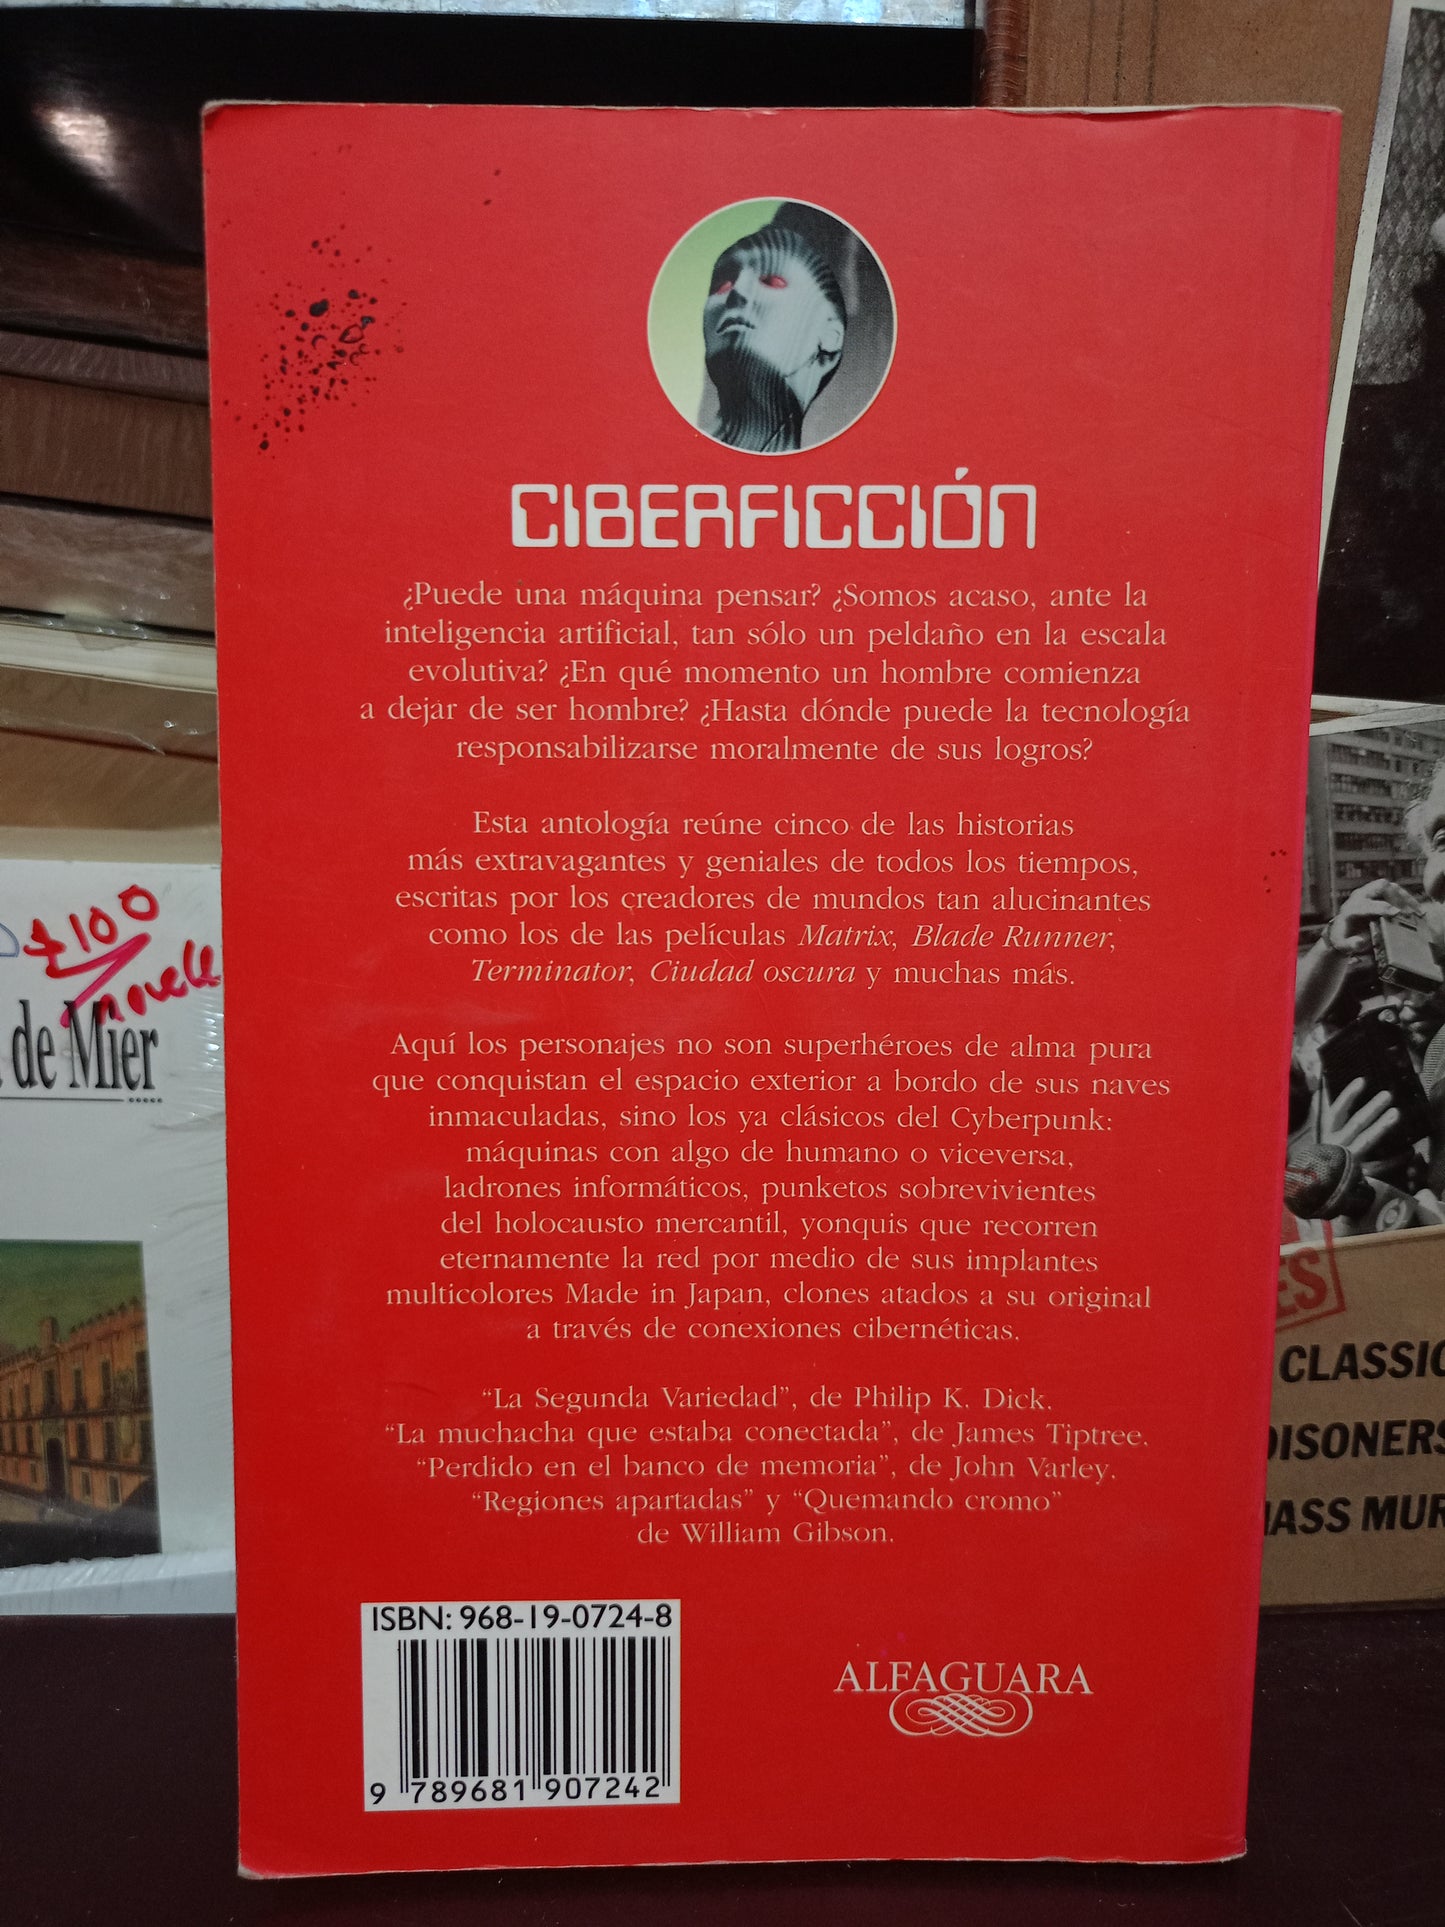 CIBERFICCIÓN
¿Puede una máquina pensar? ¿Somos acaso, ante la
inteligencia artificial, tan sólo un peldaño en la escala
evolutiva? ¿En qué momento un hombre comienza
a dejar de ser hombre? ¿Hasta dónde puede la tecnología
responsabilizarse moralmente de sus logros?
Esta antología reúne cinco de las historias
más extravagantes y geniales de todos los tiempos,
escritas por los creadores de mundos tan alucinantes
como los de las películas Matrix, Blade Runner,
Terminator, Ciudad oscura y muchas más.
Aquí los personajes no son superhéroes de alma pura
que conquistan el espacio exterior a bordo de sus naves
inmaculadas, sino los ya clásicos del Cyberpunk:
máquinas con algo de humano o viceversa,
ladrones informáticos, punketos sobrevivientes
del holocausto mercantil, yonquis que recorren
eternamente la red por medio de sus implantes
multicolores Made in Japan, clones atados a su original
a través de conexiones cibernéticas.
“La Segunda Variedad”, de Philip K. Dick.
“La muchacha que estaba conectada”, de James Tiptree.
“Perdido en el banco de memoria”, de John Varley.
“Regiones apartadas” y “Quemando cromo”
de William Gibson.
ISBN: 968-19-0724-8
9 789681 907242
ALFAGUARA
$100
de Mier
CLASSIC